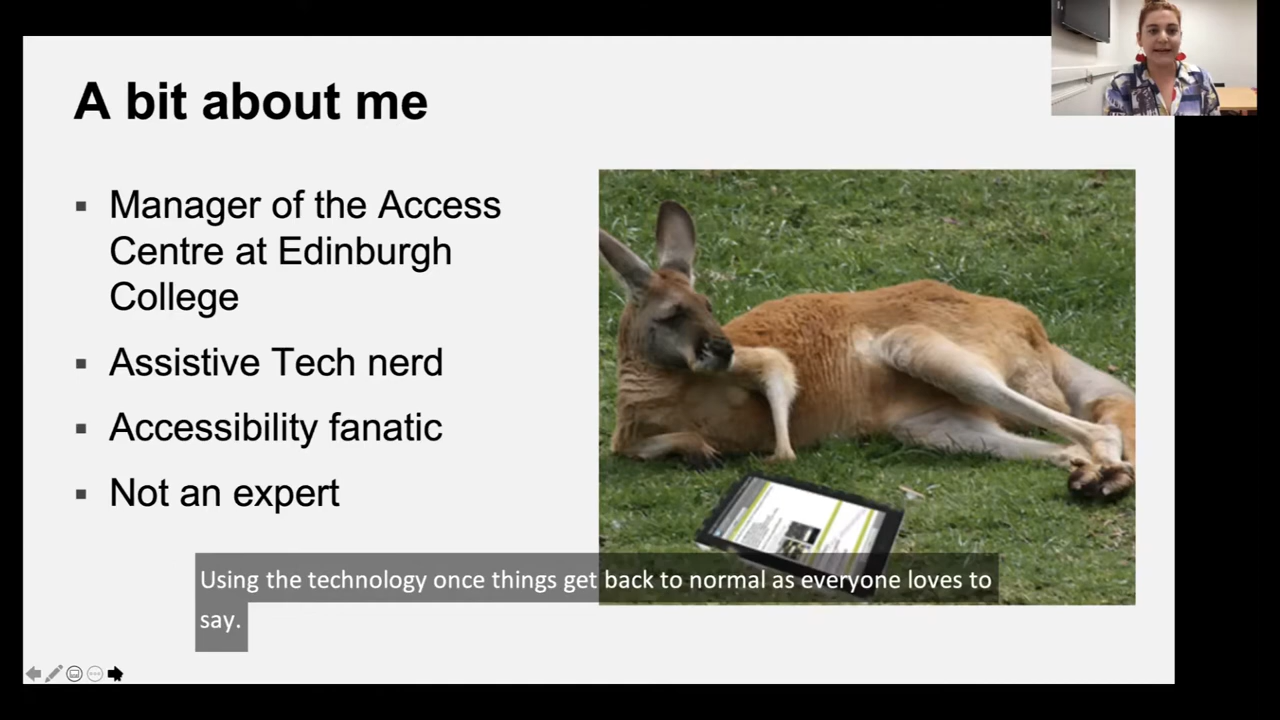 A bit about me
Manager of the Access
Centre at Edinburgh
College
Assistive Tech nerd
Accessibility fanatic
Not an expert
Using the technology once things get back to normal as everyone loves to
say.